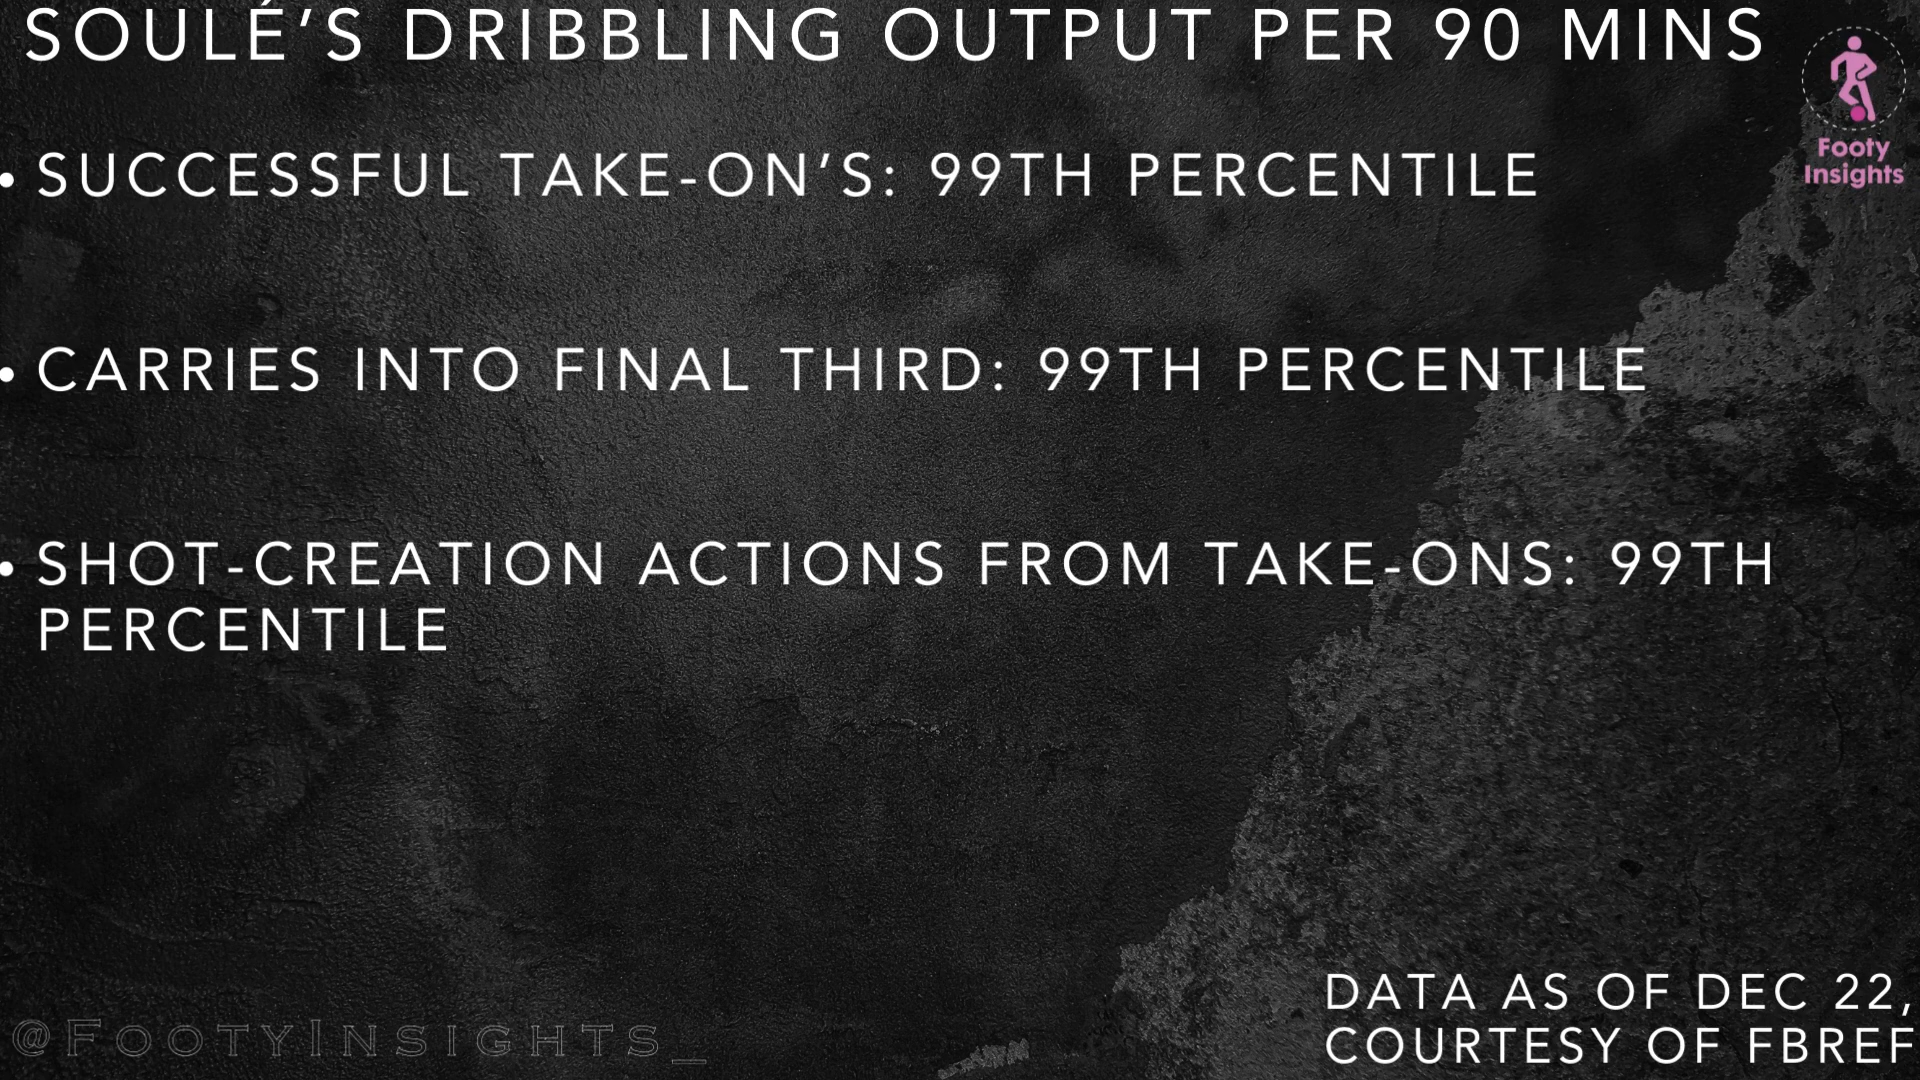 SOULÉ’S DRIBBLING OUTPUT PER 90 MINS
Footy
Insights
• SUCCESSFUL TAKE-ON’S: 99TH PERCENTILE
• CARRIES INTO FINAL THIRD: 99TH PERCENTILE
• SHOT-CREATION ACTIONS FROM TAKE-ONS: 99TH
PERCENTILE
DATA AS OF DEC 22,
COURTESY OF FBREF
@FOOTYINSIGHTS_